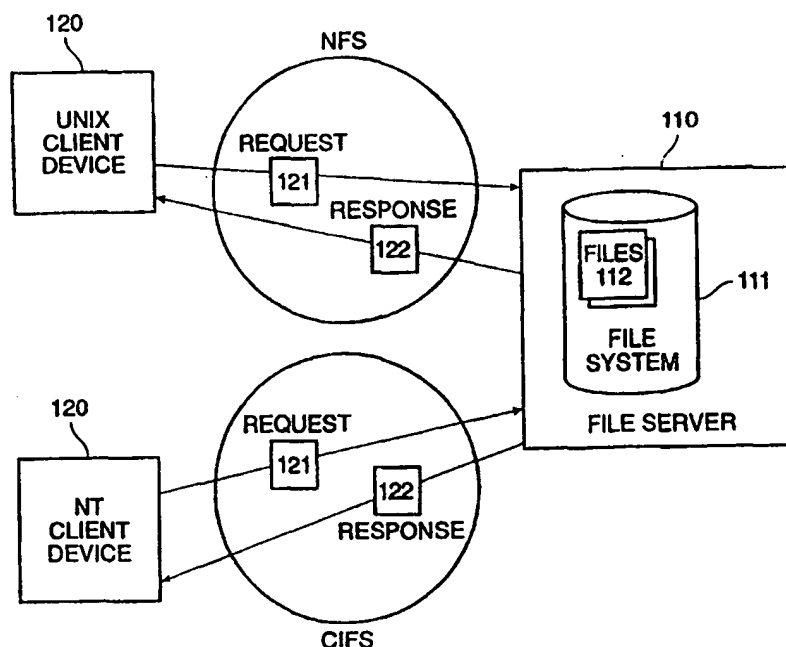 120
UNIX
CLIENT
DEVICE
NFS
REQUEST
121
RESPONSE
122
110
FILES
112
111
FILE
SYSTEM
FILE SERVER
120
NT
CLIENT
DEVICE
REQUEST
121
122
RESPONSE
CIFS